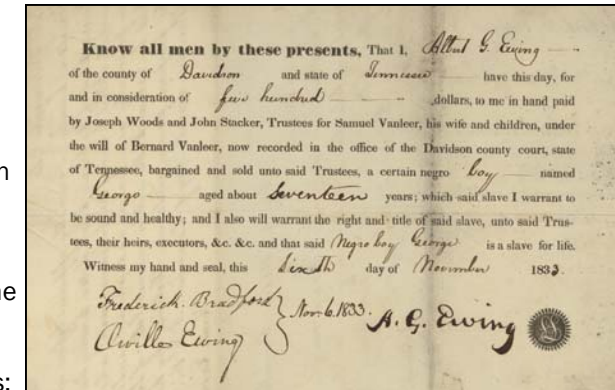 Know all men by these presents, That I, Albert G. Ewing
of the county of Davidson and state of Tennessee have this day, for
and in consideration of five hundred dollars, to me in hand paid
by Joseph Woods and John Stacker, Trustees for Samuel Vanleer, his wife and children, under
the will of Bernard Vanleer, now recorded in the office of the Davidson county court, state
of Tennessee, bargained and sold unto said Trustees, a certain negro boy named
George aged about Seventeen years; which said slave I warrant to
be sound and healthy; and I also will warrant the right and title of said slave, unto said Trus-
tees, their heirs, executors, &c. &c. and that said Negro boy George is a slave for life.
Witness my hand and seal, this Sixth day of November 1833.
Frederick. Bradford
Nov. 6. 1833. A. G. Ewing
Orville Ewing